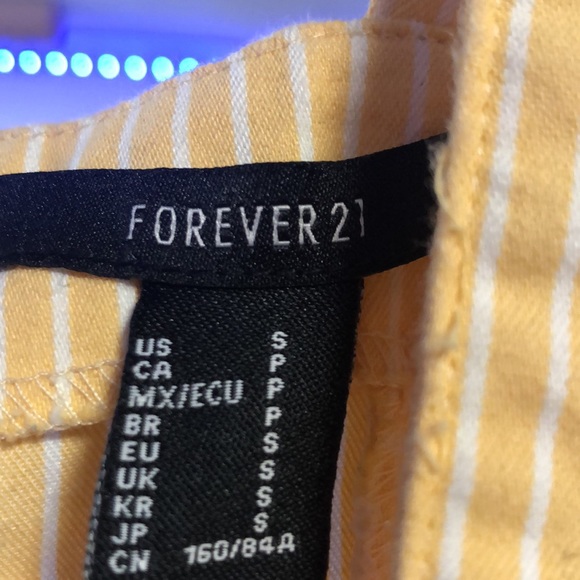 FOREVER 21
US S
CA P
MX/ECU P
BR P
EU S
UK S
KR S
JP S
CN 160/84A